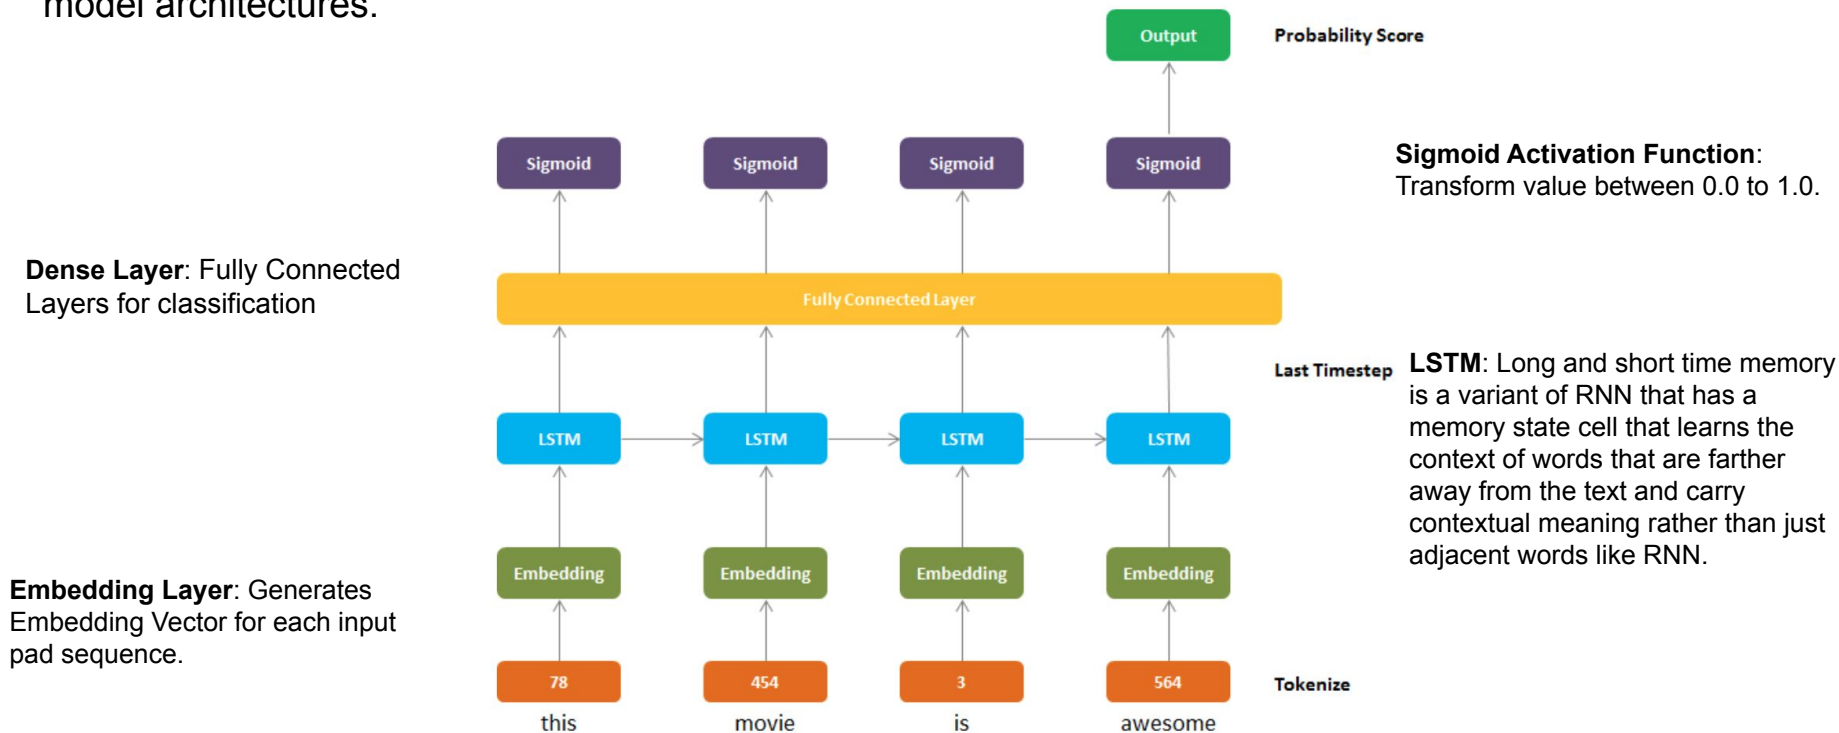 model architectures.
Output
Probability Score
Sigmoid
Sigmoid
Sigmoid
Sigmoid
Sigmoid Activation Function:
Transform value between 0.0 to 1.0.
Dense Layer: Fully Connected
Layers for classification
Fully Connected Layer
Last Timestep
LSTM: Long and short time memory
is a variant of RNN that has a
memory state cell that learns the
context of words that are farther
away from the text and carry
contextual meaning rather than just
adjacent words like RNN.
LSTM
LSTM
LSTM
LSTM
Embedding
Embedding
Embedding
Embedding
Embedding Layer: Generates
Embedding Vector for each input
pad sequence.
78
454
3
564
Tokenize
this
movie
is
awesome